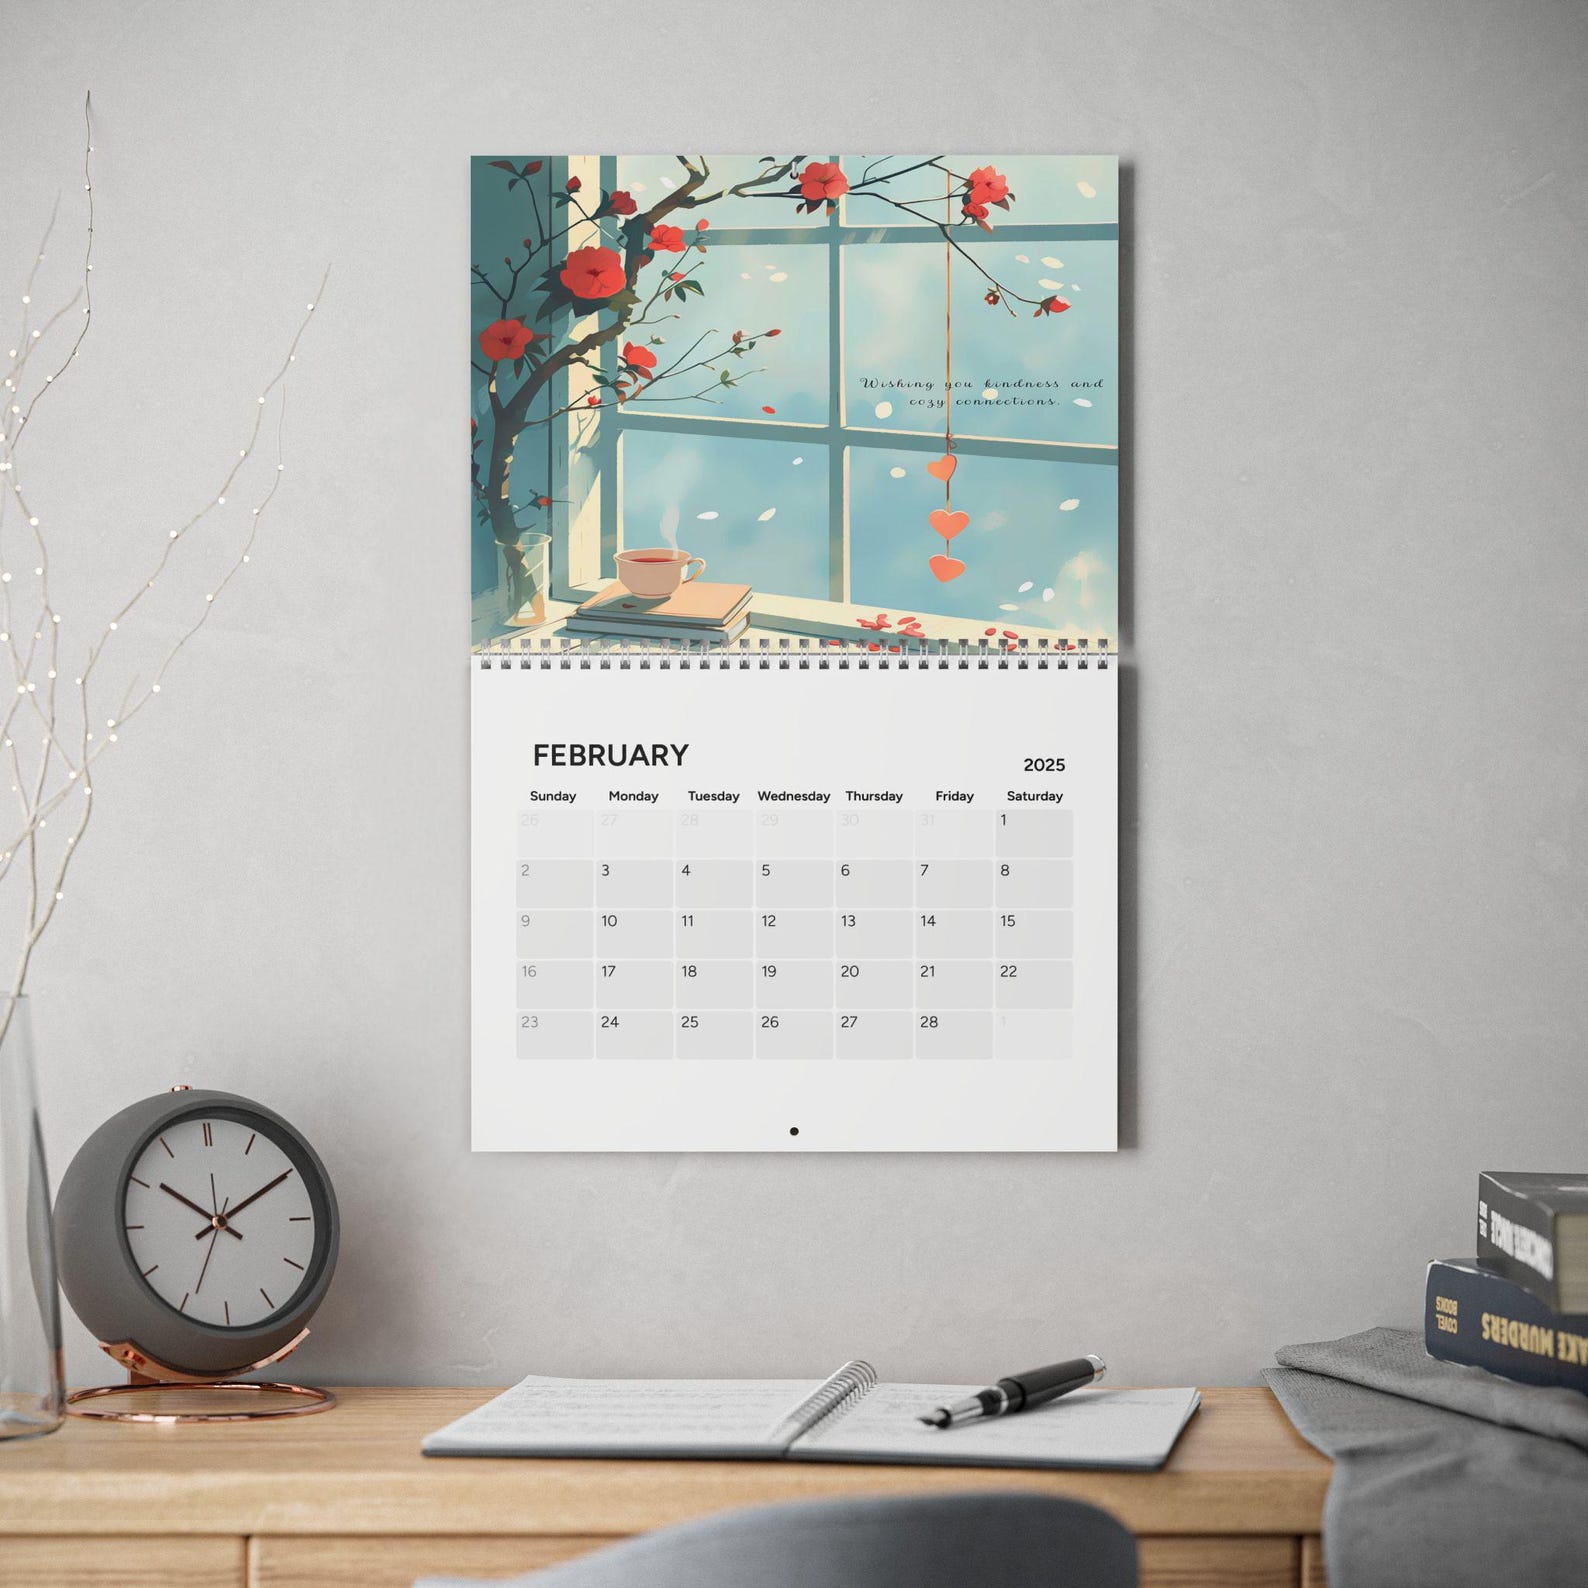 Wishing you kindness and
cozy connections.
FEBRUARY 2025
Sunday Monday Tuesday Wednesday Thursday Friday Saturday
26 27 28 29 30 31 1
2 3 4 5 6 7 8
9 10 11 12 13 14 15
16 17 18 19 20 21 22
23 24 25 26 27 28 1
COVEL
BOOKS
AKE MURDERS